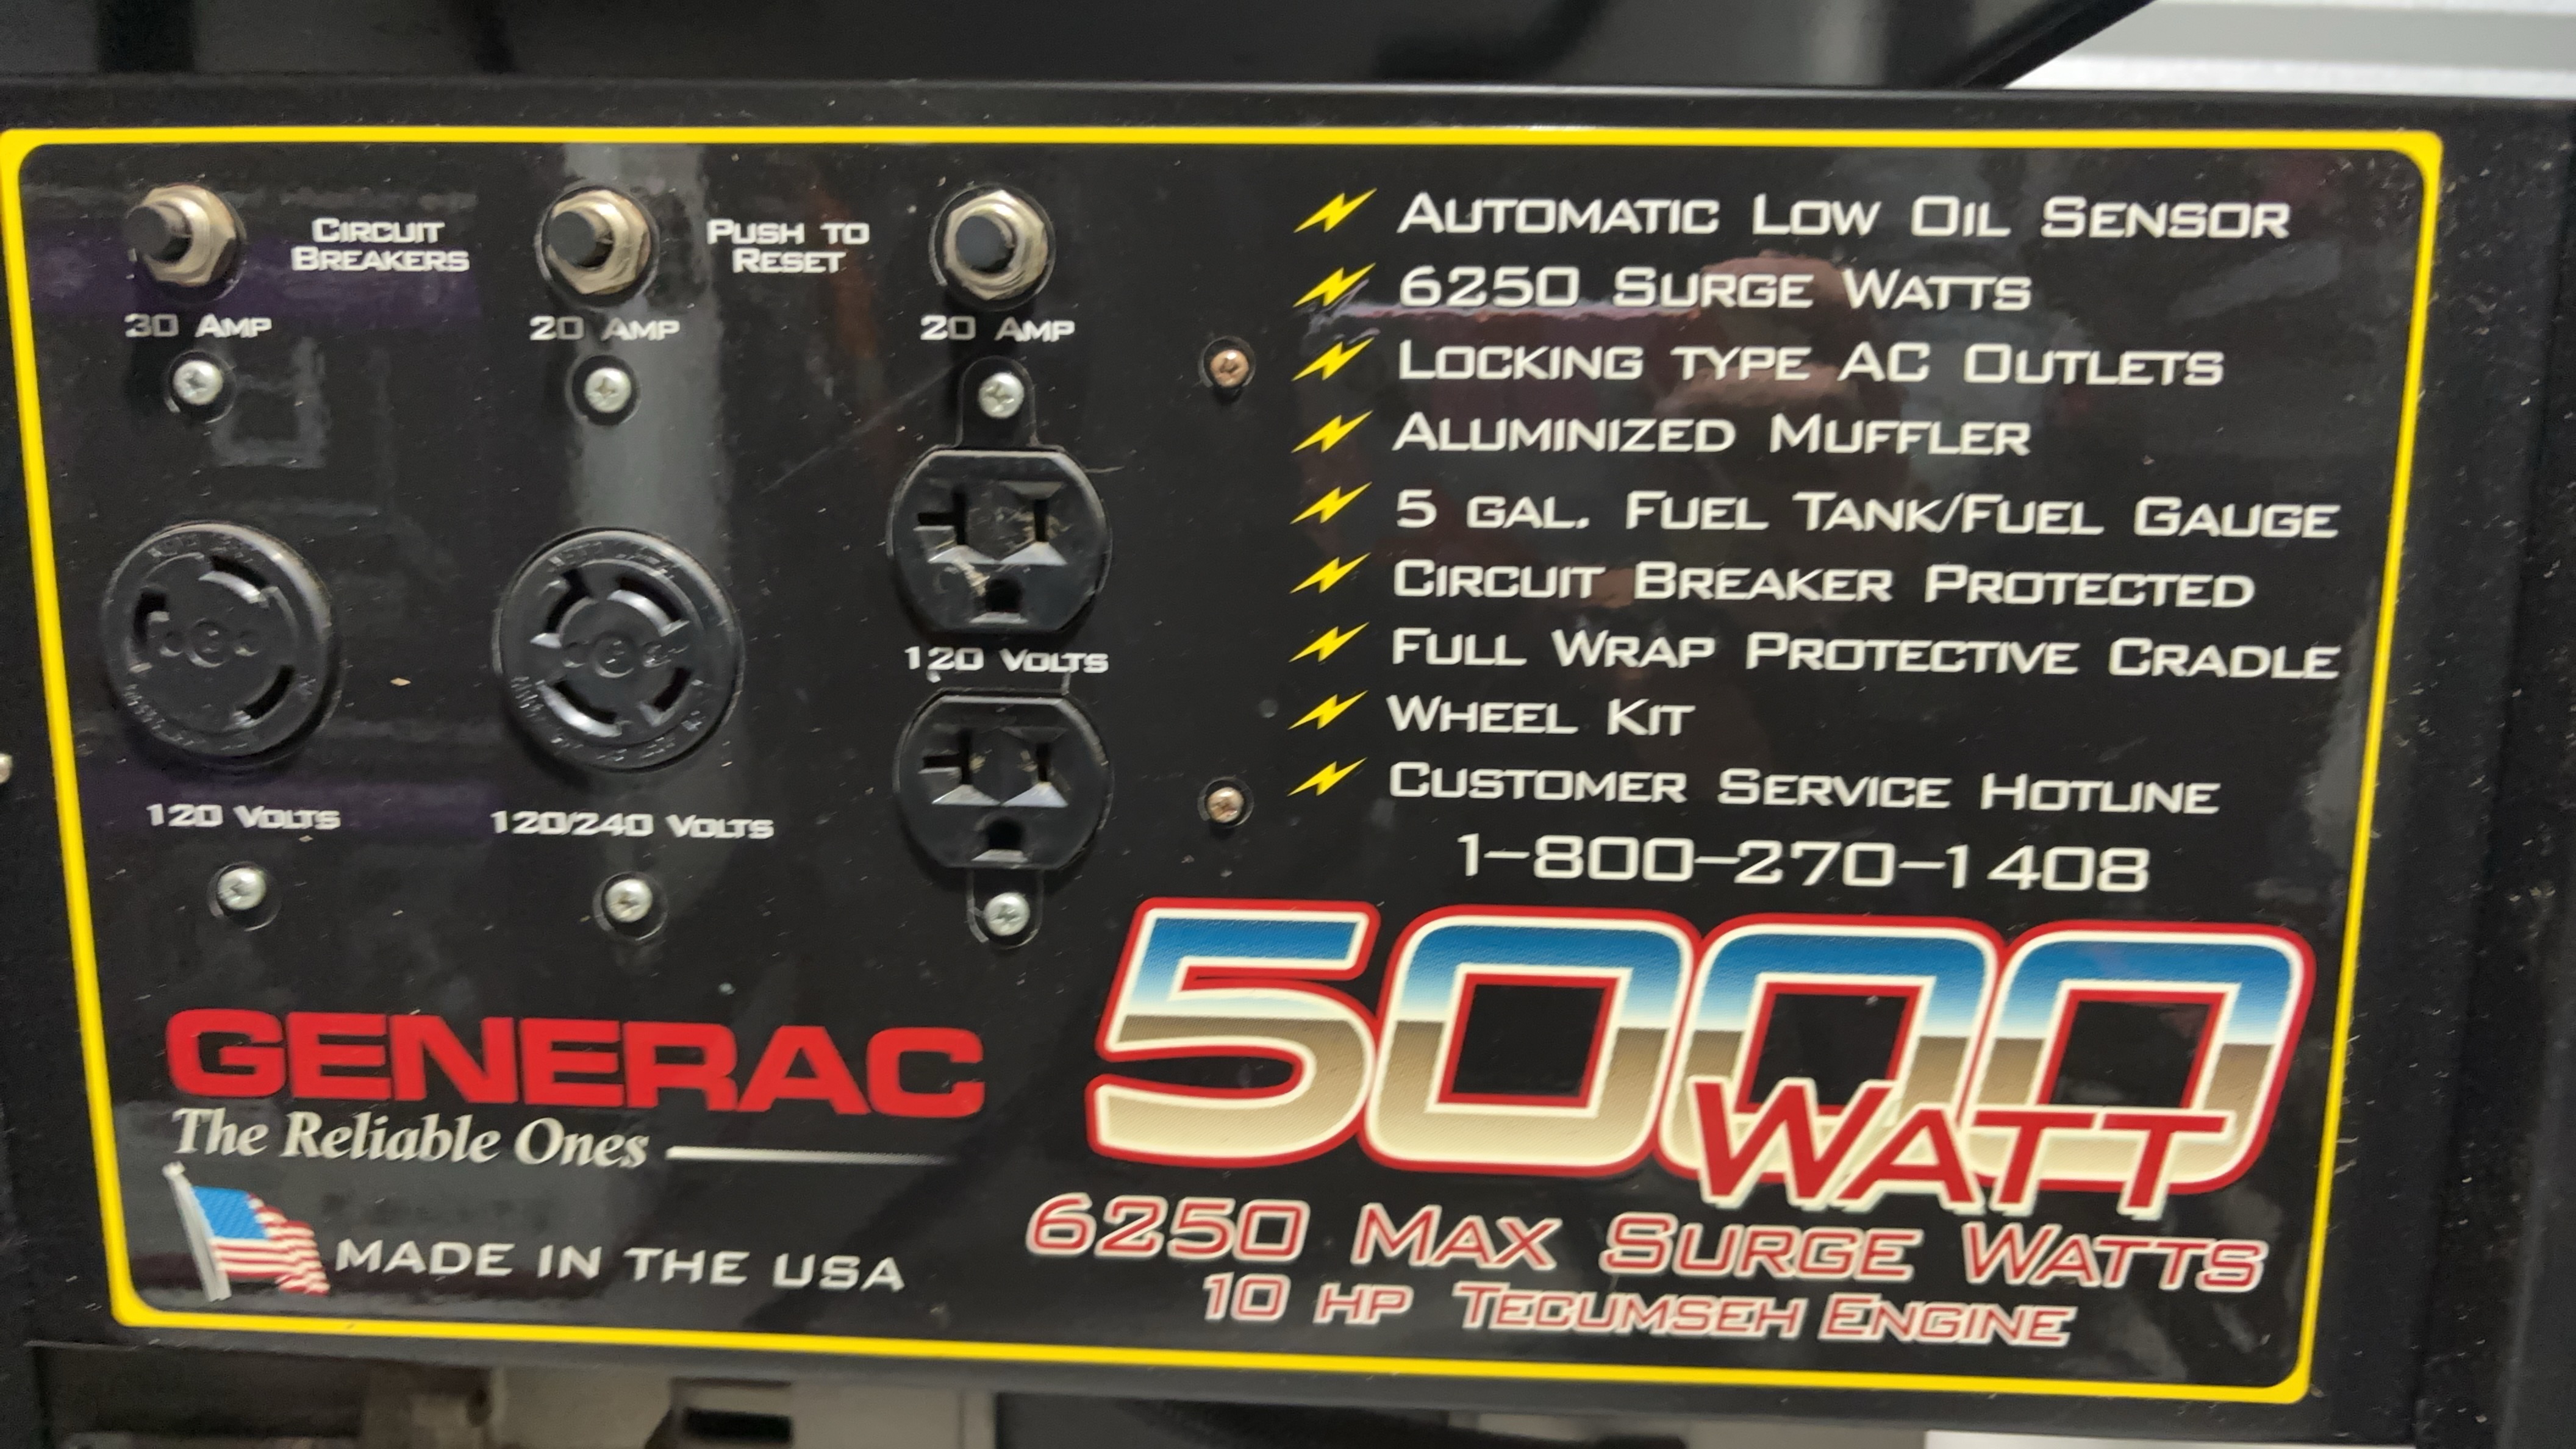 CIRCUIT
BREAKERS
PUSH TO
RESET
30 AMP
20 AMP
20 AMP
120 VOLTS
120/240 VOLTS
120 VOLTS
AUTOMATIC LOW OIL SENSOR
6250 SURGE WATTS
LOCKING TYPE AC OUTLETS
ALUMINIZED MUFFLER
5 GAL. FUEL TANK/FUEL GAUGE
CIRCUIT BREAKER PROTECTED
FULL WRAP PROTECTIVE CRADLE
WHEEL KIT
CUSTOMER SERVICE HOTLINE
1-800-270-1408
GENERAC
The Reliable Ones
MADE IN THE USA
5000
WATT
6250 MAX SURGE WATTS
10 HP TECUMSEH ENGINE